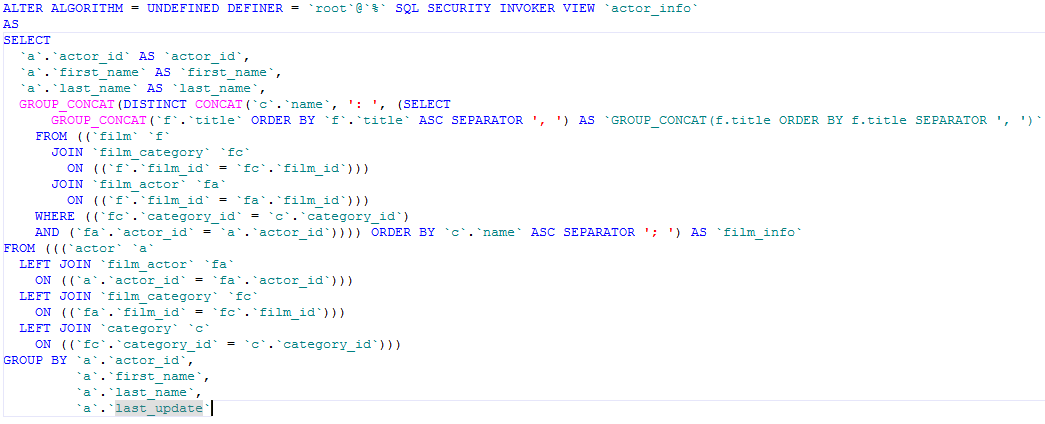 ALTER ALGORITHM = UNDEFINED DEFINER = `root`@`%` SQL SECURITY INVOKER VIEW `actor_info`
AS
SELECT
  `a`.`actor_id` AS `actor_id`,
  `a`.`first_name` AS `first_name`,
  `a`.`last_name` AS `last_name`,
  GROUP_CONCAT(DISTINCT CONCAT(`c`.`name`, ': ', (SELECT
      GROUP_CONCAT(`f`.`title` ORDER BY `f`.`title` ASC SEPARATOR ', ') AS `GROUP_CONCAT(f.title ORDER BY f.title SEPARATOR ', ')`
    FROM ((`film` `f`
      JOIN `film_category` `fc`
        ON ((`f`.`film_id` = `fc`.`film_id`)))
      JOIN `film_actor` `fa`
        ON ((`f`.`film_id` = `fa`.`film_id`)))
    WHERE ((`fc`.`category_id` = `c`.`category_id`)
    AND (`fa`.`actor_id` = `a`.`actor_id`)))) ORDER BY `c`.`name` ASC SEPARATOR '; ') AS `film_info`
FROM (((`actor` `a`
  LEFT JOIN `film_actor` `fa`
    ON ((`a`.`actor_id` = `fa`.`actor_id`)))
  LEFT JOIN `film_category` `fc`
    ON ((`fa`.`film_id` = `fc`.`film_id`)))
  LEFT JOIN `category` `c`
    ON ((`fc`.`category_id` = `c`.`category_id`)))
GROUP BY `a`.`actor_id`,
         `a`.`first_name`,
         `a`.`last_name`,
         `a`.`last_update`